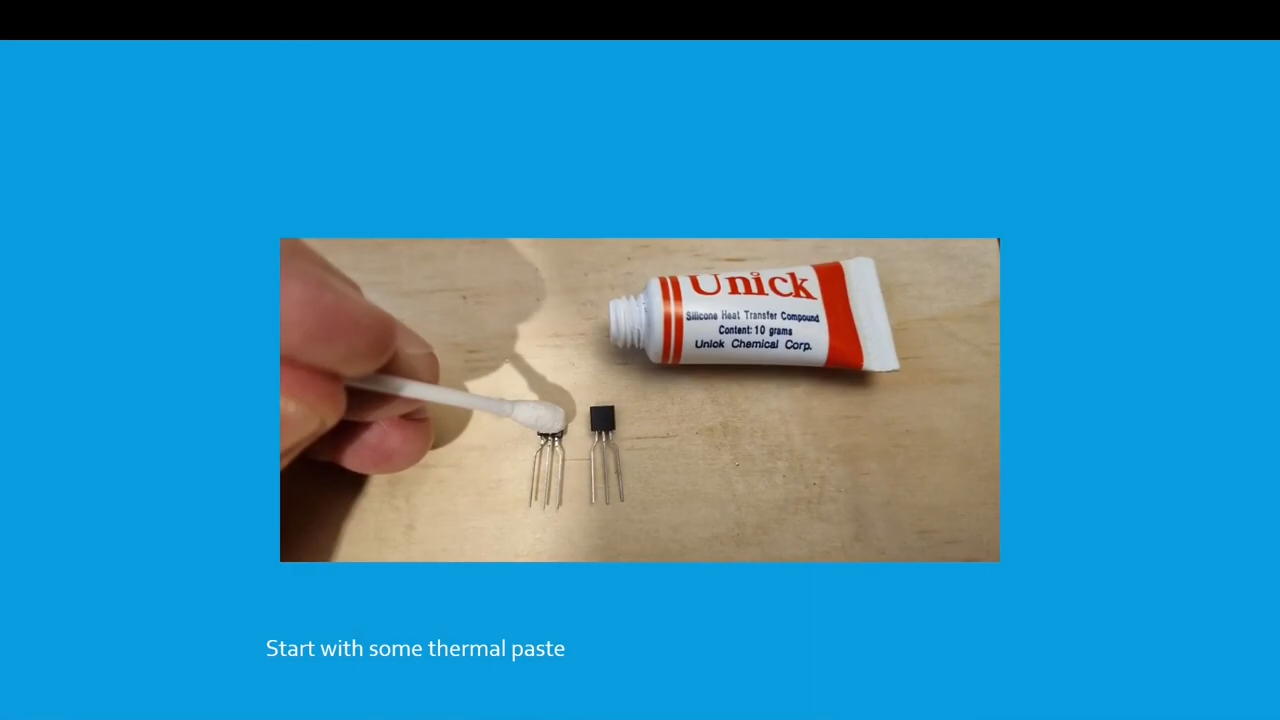 Unick
Silicone Heat Transfer Compound
Content: 10 grams
Unick Chemical Corp.
Start with some thermal paste